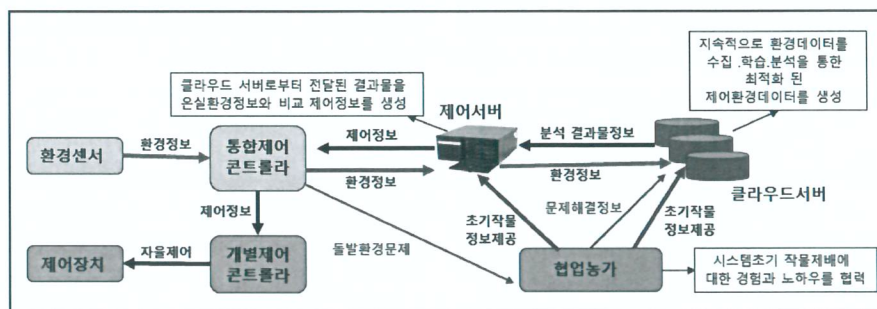 지속적으로 환경데이터를
수집 .학습.분석을 통한
최적화 된
제어환경데이터를 생성
클라우드 서버로부터 전달된 결과물을
온실환경정보와 비교 제어정보를 생성
제어서버
환경센서
환경정보
통합제어
콘트롤라
제어정보
환경정보
분석 결과물정보
환경정보
클라우드서버
제어정보
돌발환경문제
초기작물
정보제공
문제해결정보
초기작물
정보제공
제어장치
자율제어
개별제어
콘트롤라
협업농가
시스템초기 작물재배에
대한 경험과 노하우를 협력